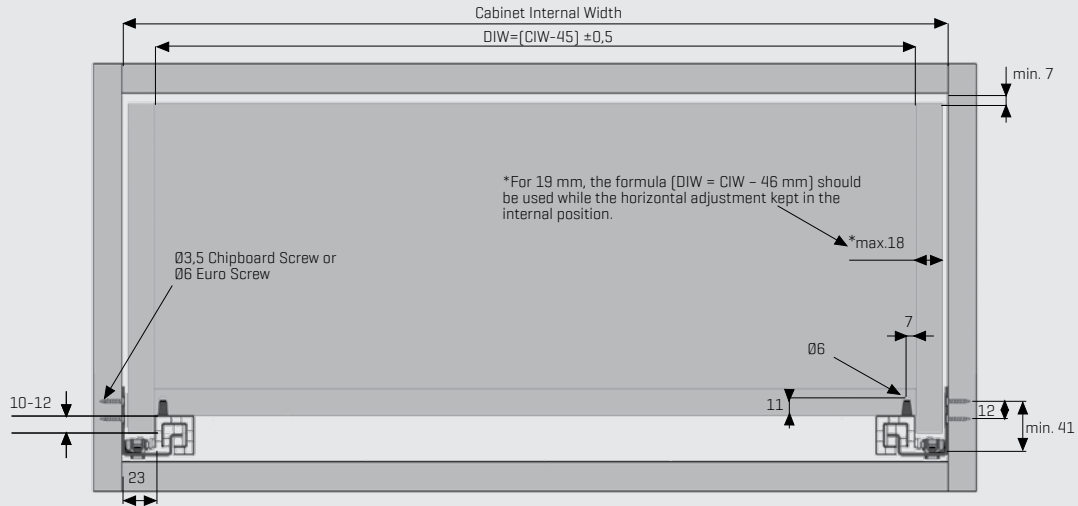 Cabinet Internal Width
DIW=[CIW-45] ±0,5
min. 7
*For 19 mm, the formula [DIW = CIW – 46 mm] should
be used while the horizontal adjustment kept in the
internal position.
*max.18
Ø3,5 Chipboard Screw or
Ø6 Euro Screw
7
Ø6
10-12
11
12
min. 41
23